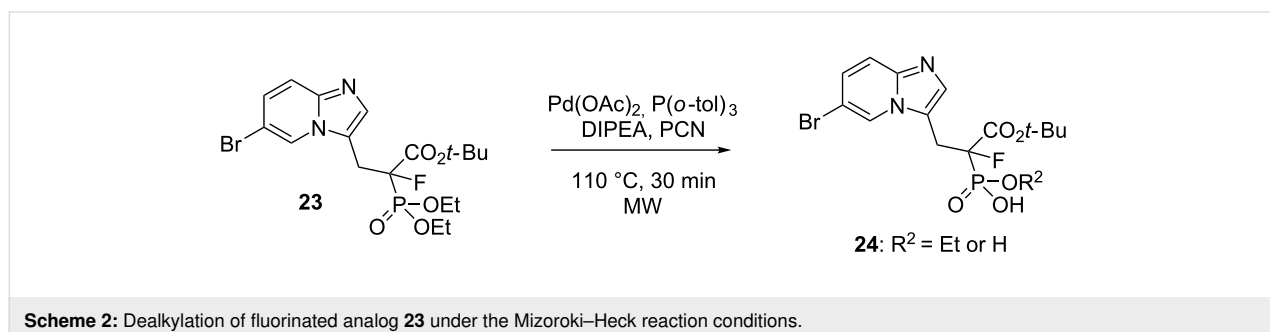 N
N
Br
CO₂t-Bu
F
P
O
OEt
OEt
23
Pd(OAc)₂, P(o-tol)₃
DIPEA, PCN
110 °C, 30 min
MW
N
N
Br
CO₂t-Bu
F
P
O
OR²
OH
24: R² = Et or H
Scheme 2: Dealkylation of fluorinated analog 23 under the Mizoroki–Heck reaction conditions.